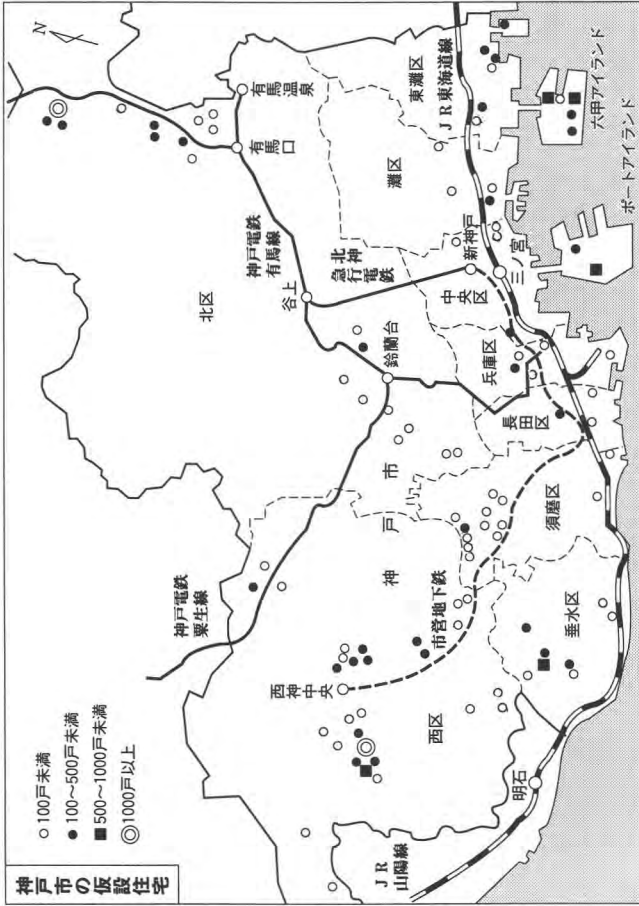 神戸市の仮設住宅
○100戸未満
●100~500戸未満
■500~1000戸未満
◎1000戸以上
N
神戸電鉄
粟生線
北区
有馬温泉
有馬口
神戸電鉄
有馬線
谷上
北神
急行電鉄
鈴蘭台
東灘区
JR東海道線
灘区
新神戸
三ノ宮
中央区
兵庫区
長田区
須磨区
垂水区
西区
神戸市
西神中央
市営地下鉄
明石
JR
山陽線
六甲アイランド
ポートアイランド